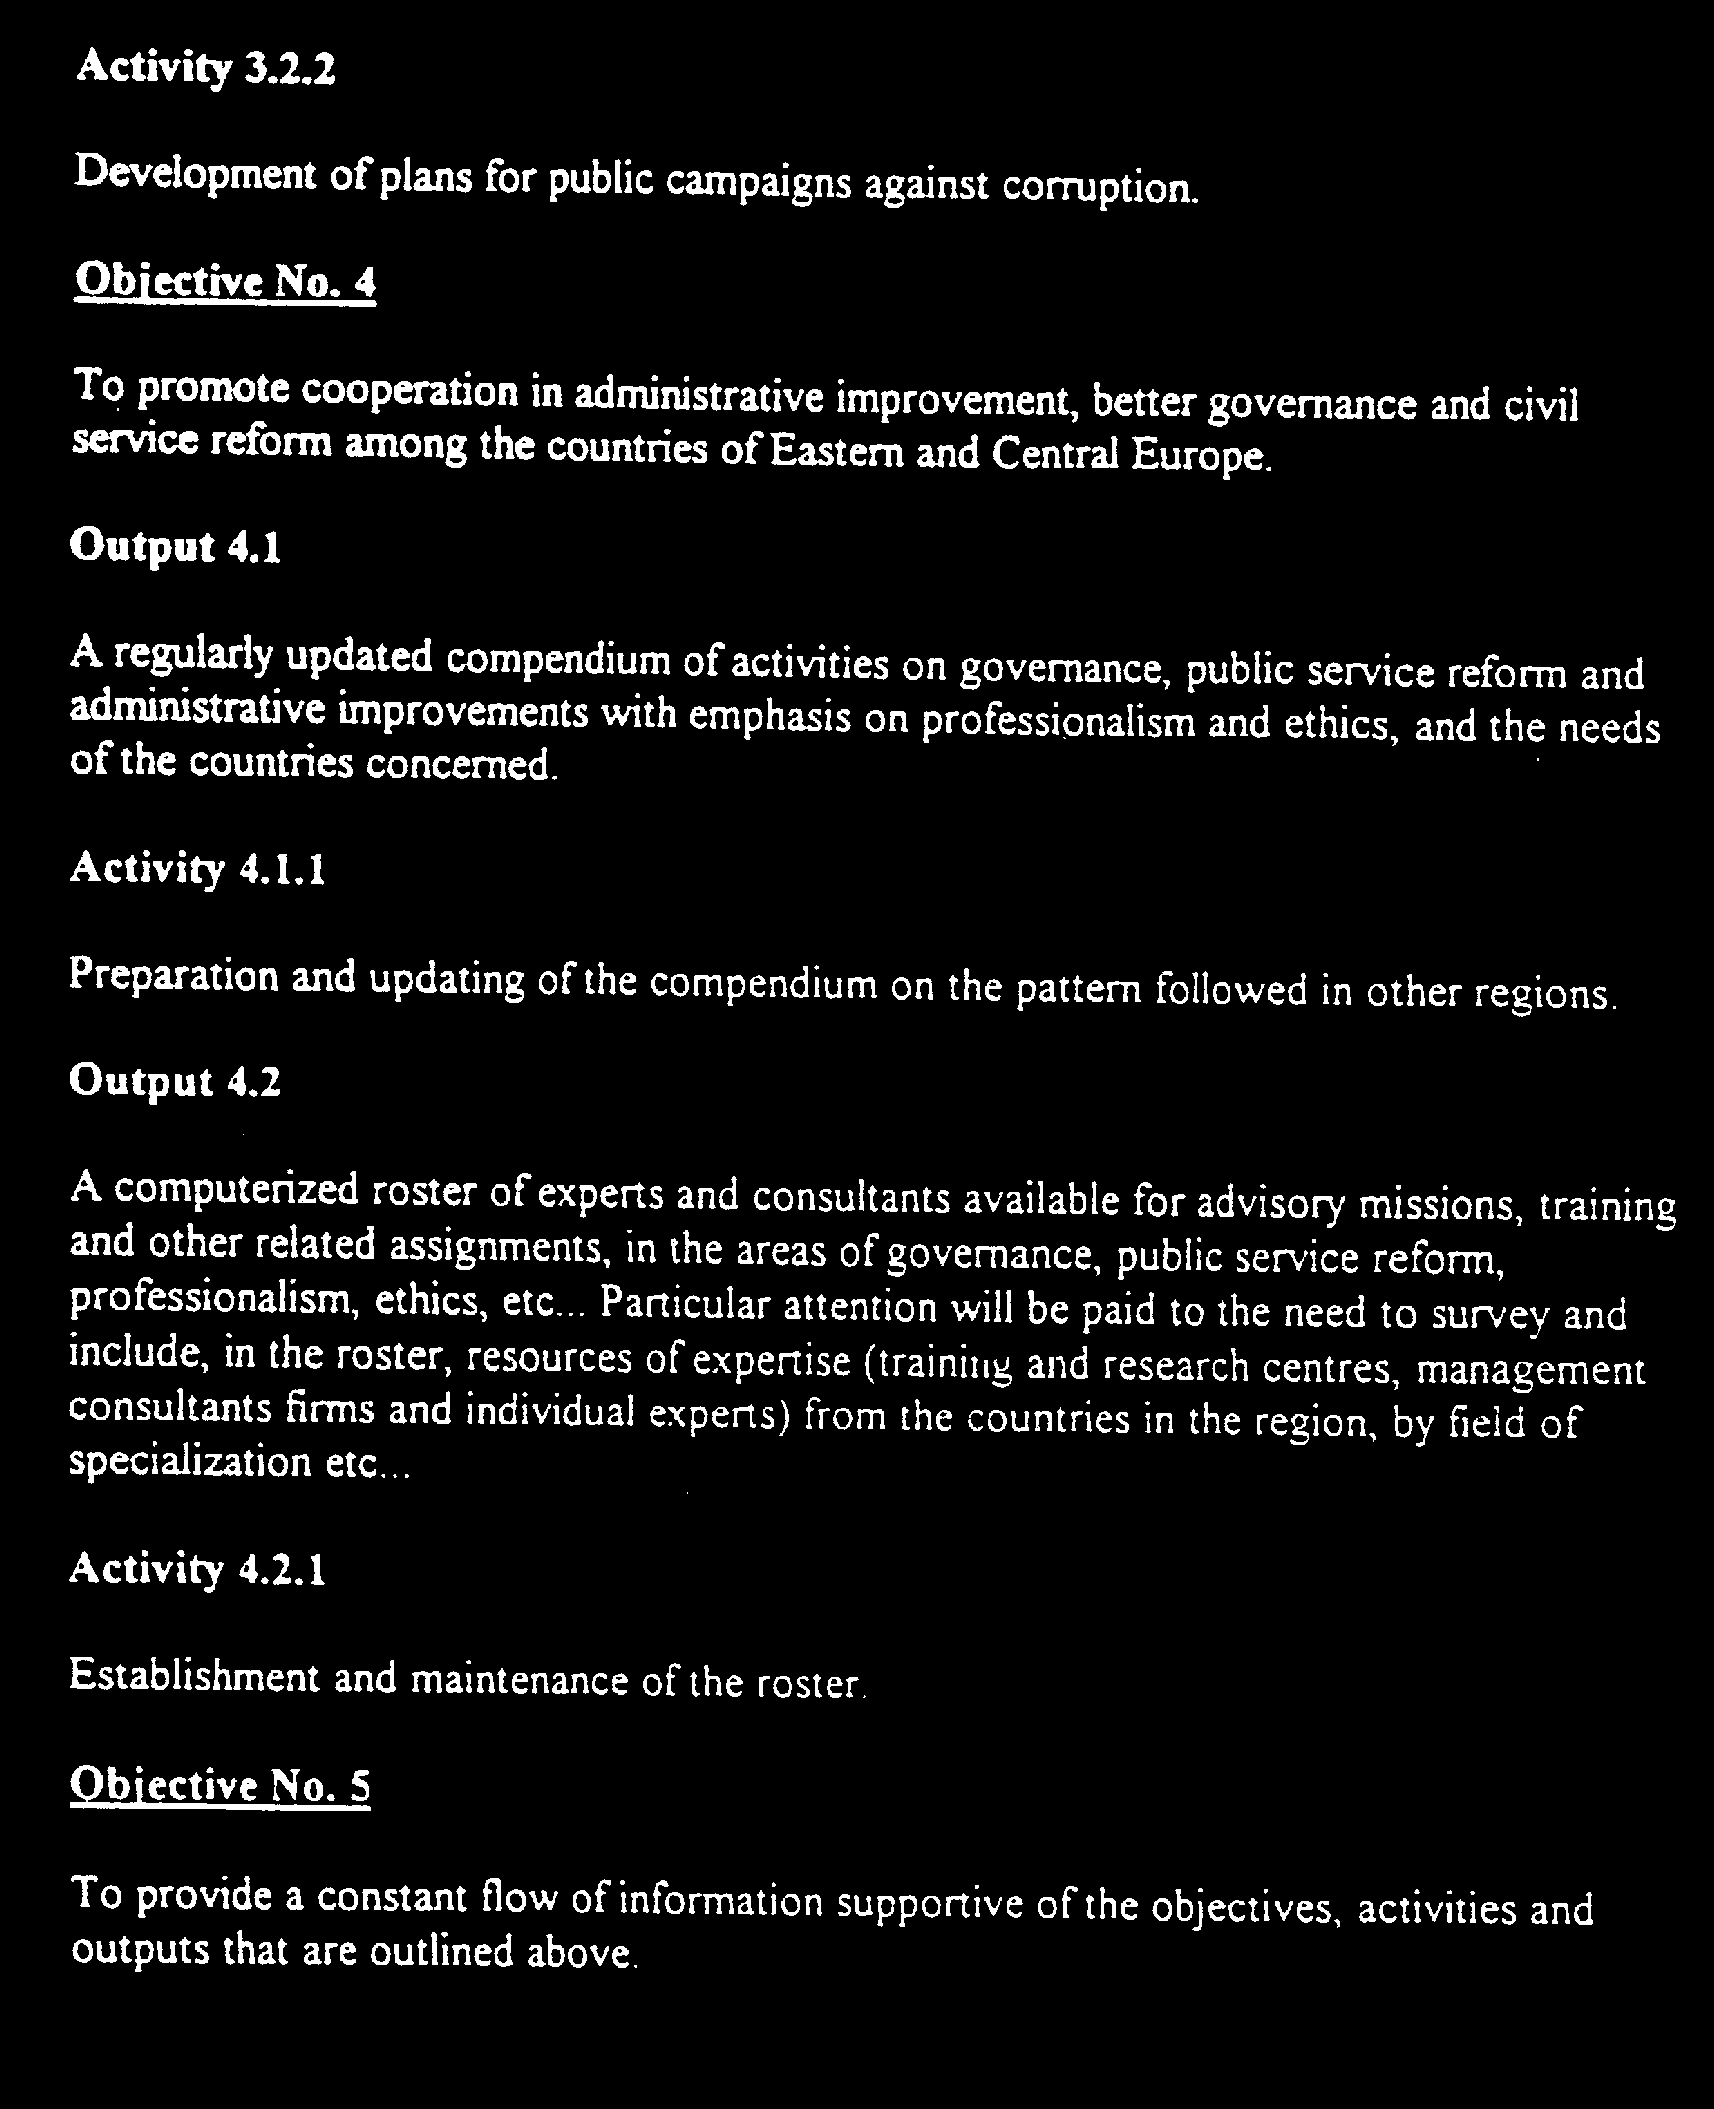 Activity 3.2.2
Development of plans for public campaigns against corruption.
Objective No. 4
To promote cooperation in administrative improvement, better governance and civil
service reform among the countries of Eastern and Central Europe.
Output 4.1
A regularly updated compendium of activities on governance, public service reform and
administrative improvements with emphasis on professionalism and ethics, and the needs
of the countries concerned.
Activity 4.1.1
Preparation and updating of the compendium on the pattern followed in other regions.
Output 4.2
A computerized roster of experts and consultants available for advisory missions, training
and other related assignments, in the areas of governance, public service reform,
professionalism, ethics, etc... Particular attention will be paid to the need to survey and
include, in the roster, resources of expertise (training and research centres, management
consultants firms and individual experts) from the countries in the region, by field of
specialization etc...
Activity 4.2.1
Establishment and maintenance of the roster.
Objective No. 5
To provide a constant flow of information supportive of the objectives, activities and
outputs that are outlined above.